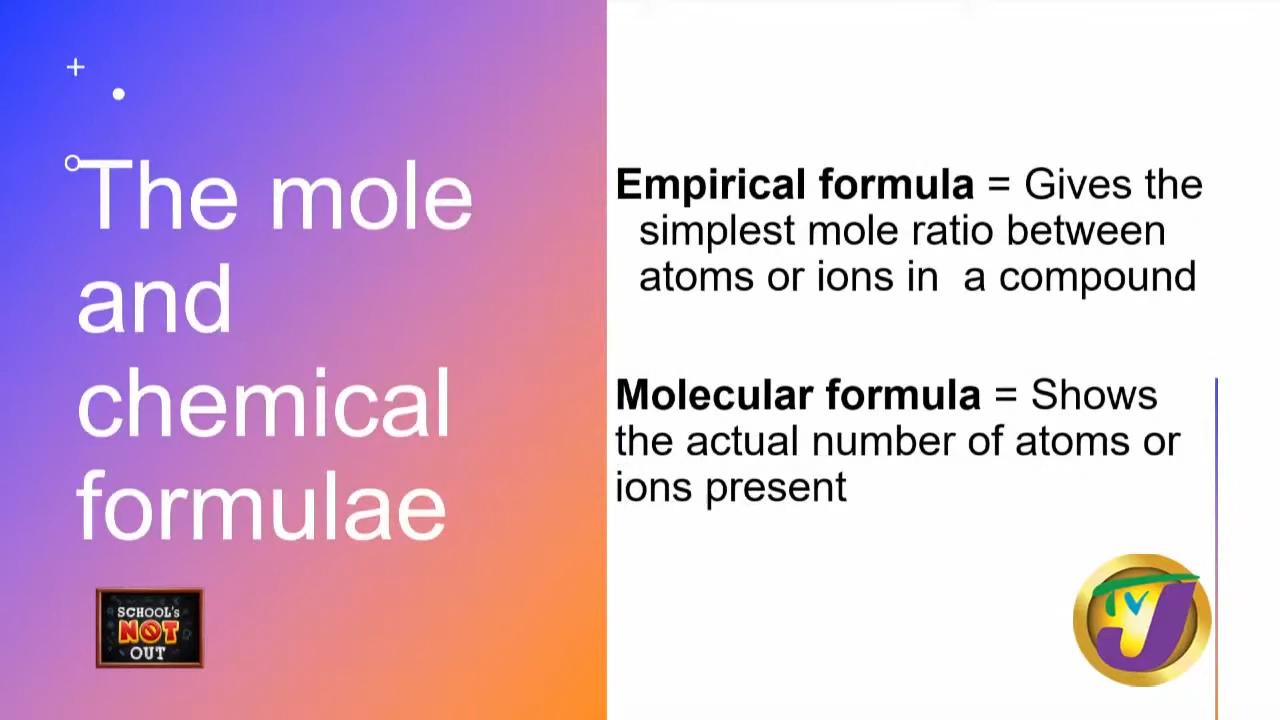 The mole
and
chemical
formulae
Empirical formula = Gives the
simplest mole ratio between
atoms or ions in a compound
Molecular formula = Shows
the actual number of atoms or
ions present
SCHOOL's
NOT
OUT
TVJ